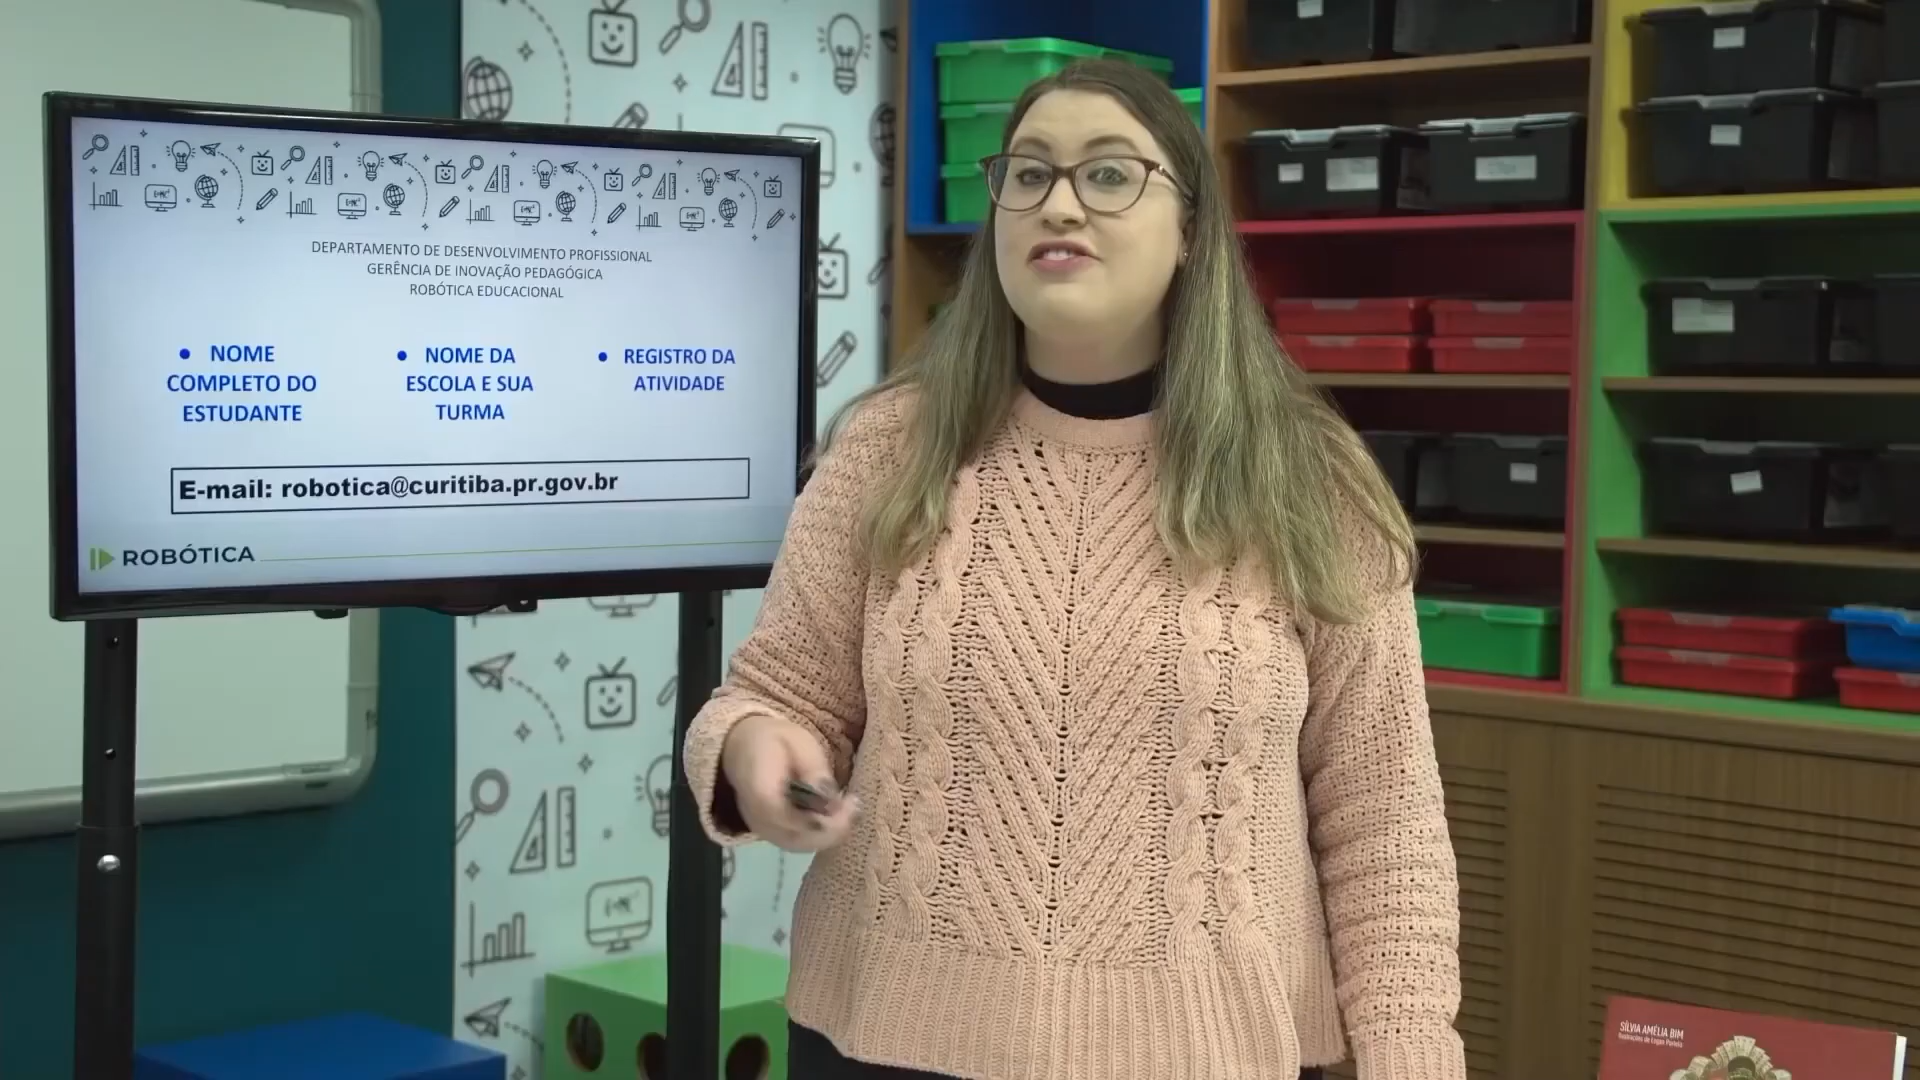 DEPARTAMENTO DE DESENVOLVIMENTO PROFISSIONAL
GERÊNCIA DE INOVAÇÃO PEDAGÓGICA
ROBÓTICA EDUCACIONAL
• NOME
COMPLETO DO
ESTUDANTE
• NOME DA
ESCOLA E SUA
TURMA
• REGISTRO DA
ATIVIDADE
E-mail: robotica@curitiba.pr.gov.br
ROBÓTICA
SÍLVIA AMÉLIA BIM